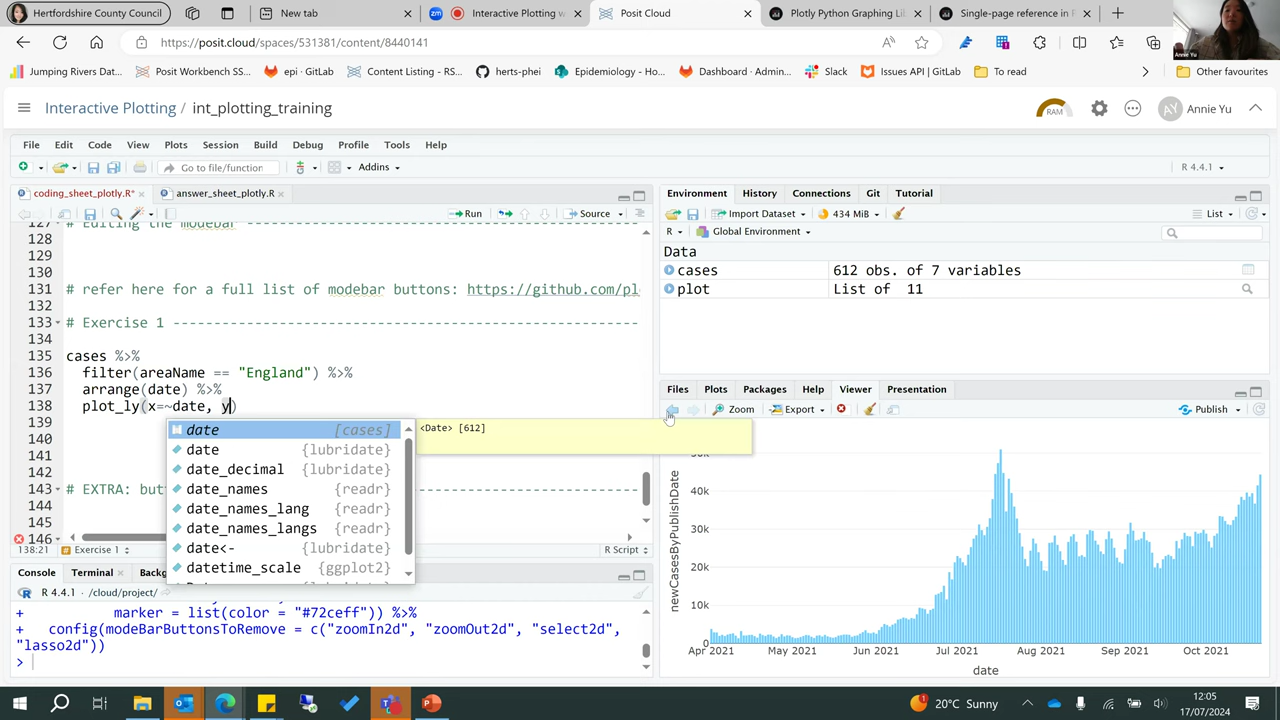 Hertfordshire County Council
New tab
Interactive Plotting w
Posit Cloud
Plotly Python Graphing Lib
Single-page reference in F
https://posit.cloud/spaces/531381/content/8440141
Jumping Rivers Dat...
Posit Workbench SS...
epi · GitLab
Content Listing - RS...
herts-phei
Epidemiology - Ho...
Dashboard · Admin...
Slack
Issues API | GitLab
To read
Other favourites
Annie Yu
Interactive Plotting / int_plotting_training
RAM
AY
Annie Yu
File Edit Code View Plots Session Build Debug Profile Tools Help
Go to file/function
Addins
R 4.4.1
coding_sheet_plotly.R*
answer_sheet_plotly.R
Run
Source
127 # Editing the modebar
128
129
130
131 # refer here for a full list of modebar buttons: https://github.com/pl
132
133 # Exercise 1
134
135 cases %>%
136 filter(areaName == "England") %>%
137 arrange(date) %>%
138 plot_ly(x=~date, y)
139
140
141
142
143 # EXTRA: but
144
145
146
date [cases]
date {lubridate}
date_decimal {lubridate}
date_names {readr}
date_names_lang {readr}
date_names_langs {readr}
date<- {lubridate}
datetime_scale {ggplot2}
<Date> [612]
138:21
Exercise 1
R Script
Console Terminal Backg
R 4.4.1 · /cloud/project/
+ marker = list(color = "#72ceff")) %>%
+ config(modeBarButtonsToRemove = c("zoomIn2d", "zoomOut2d", "select2d",
"lasso2d"))
>
Environment History Connections Git Tutorial
Import Dataset
434 MiB
List
R
Global Environment
Data
cases 612 obs. of 7 variables
plot List of 11
Files Plots Packages Help Viewer Presentation
Zoom
Export
Publish
40k
30k
20k
10k
0
newCasesByPublishDate
Apr 2021 May 2021 Jun 2021 Jul 2021 Aug 2021 Sep 2021 Oct 2021
date
20°C Sunny
12:05
17/07/2024